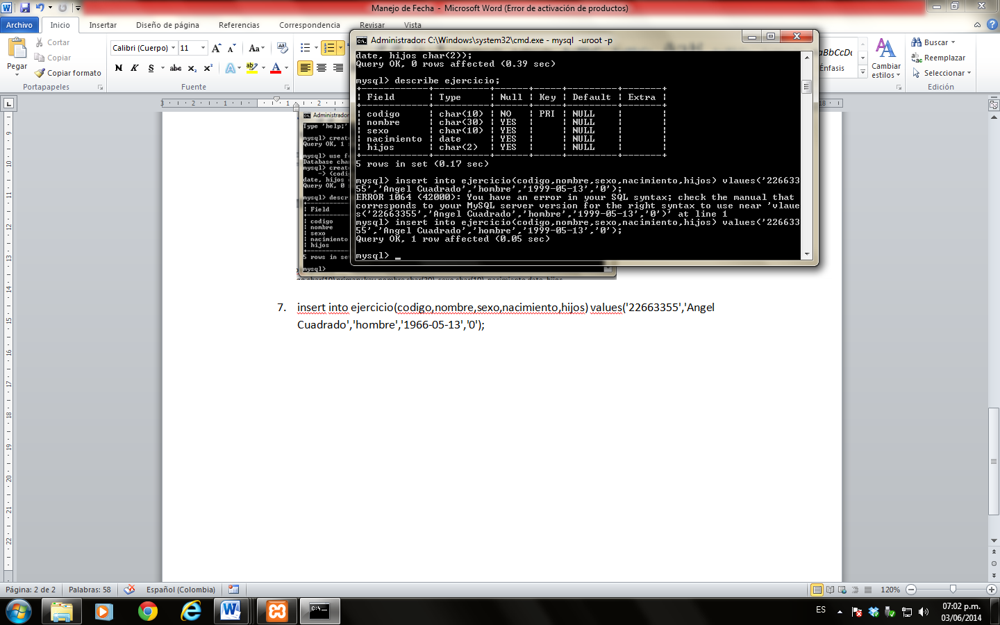 Manejo de Fecha - Microsoft Word (Error de activación de productos)
Archivo Inicio Insertar Diseño de página Referencias Correspondencia Revisar Vista
Pegar
Cortar
Copiar
Copiar formato
Portapapeles
Calibri (Cuerpo) 11
N K S abc x₂ x²
Fuente
AaBbCcDc
Énfasis
Cambiar estilos
Buscar
Reemplazar
Seleccionar
Edición
Administrador: C:\Windows\system32\cmd.exe - mysql -uroot -p
date, hijos char(2));
Query OK, 0 rows affected (0.39 sec)
mysql> describe ejercicio;
+------------+----------+------+-----+---------+-------+
| Field | Type | Null | Key | Default | Extra |
+------------+----------+------+-----+---------+-------+
| codigo | char(10) | NO | PRI | NULL | |
| nombre | char(30) | YES | | NULL | |
| sexo | char(10) | YES | | NULL | |
| nacimiento | date | YES | | NULL | |
| hijos | char(2) | YES | | NULL | |
+------------+----------+------+-----+---------+-------+
5 rows in set (0.17 sec)
mysql> insert into ejercicio(codigo,nombre,sexo,nacimiento,hijos) vlaues('226633
55','Angel Cuadrado','hombre','1999-05-13','0');
ERROR 1064 (42000): You have an error in your SQL syntax; check the manual that
corresponds to your MySQL server version for the right syntax to use near 'vlaue
s('22663355','Angel Cuadrado','hombre','1999-05-13','0')' at line 1
mysql> insert into ejercicio(codigo,nombre,sexo,nacimiento,hijos) values('226633
55','Angel Cuadrado','hombre','1999-05-13','0');
Query OK, 1 row affected (0.05 sec)
mysql> _
Administrador
Type 'help;'
mysql> creat
Query OK, 1
mysql> use f
Database cha
mysql> creat
-> (codi
date, hijos
Query OK, 0
mysql> descr
| Field
| codigo
| nombre
| sexo
| nacimiento
| hijos
5 rows in set
mysql>
7. insert into ejercicio(codigo,nombre,sexo,nacimiento,hijos) values('22663355','Angel
Cuadrado','hombre','1966-05-13','0');
Página: 2 de 2 Palabras: 58 Español (Colombia) 120%
ES 07:02 p.m.
03/06/2014